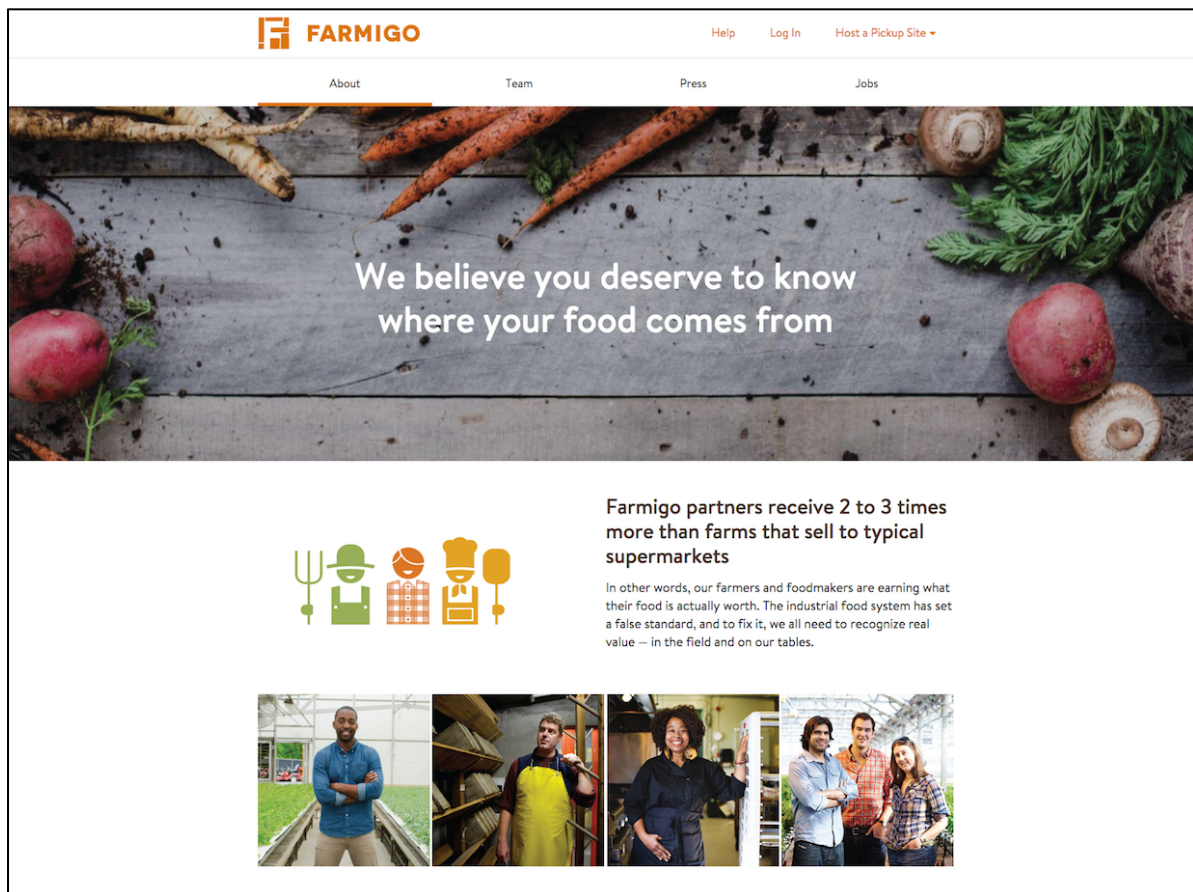 FARMIGO
Help
Log In
Host a Pickup Site
About
Team
Press
Jobs
We believe you deserve to know
where your food comes from
Farmigo partners receive 2 to 3 times
more than farms that sell to typical
supermarkets
In other words, our farmers and foodmakers are earning what
their food is actually worth. The industrial food system has set
a false standard, and to fix it, we all need to recognize real
value — in the field and on our tables.